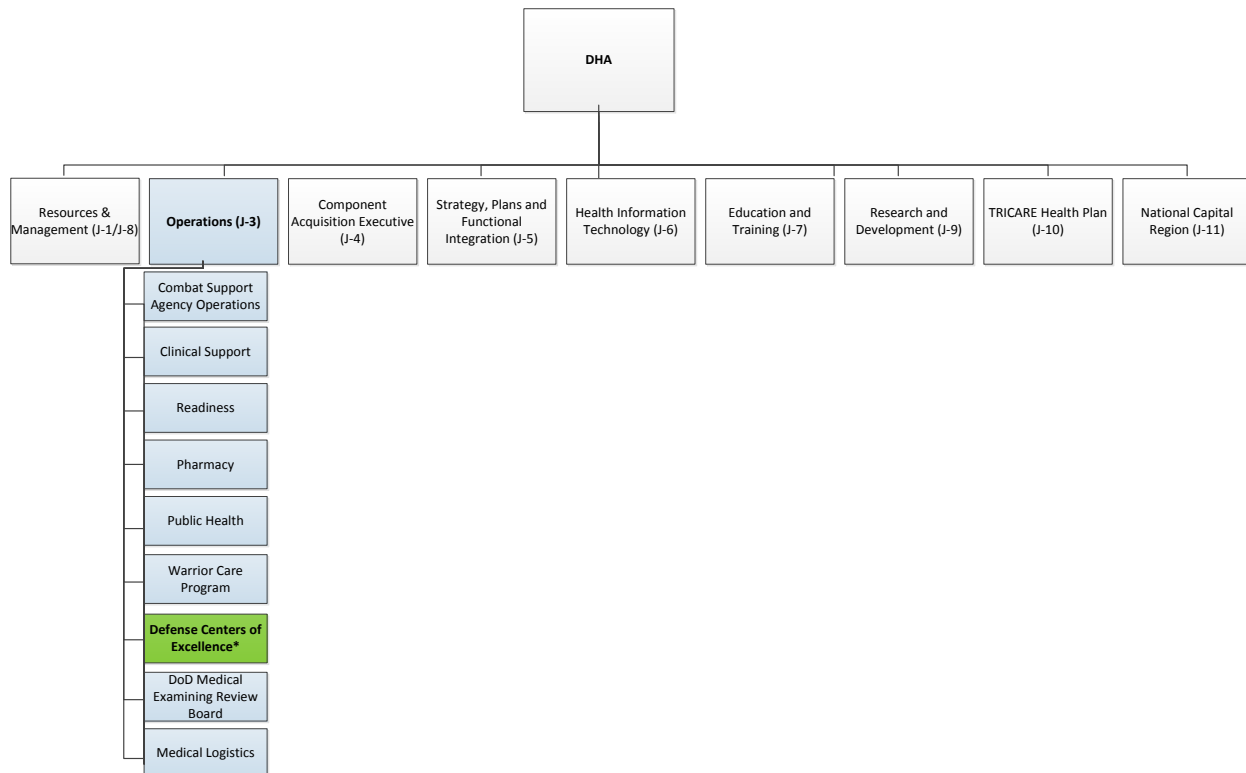 DHA
Resources &
Management (J-1/J-8)
Operations (J-3)
Component
Acquisition Executive
(J-4)
Strategy, Plans and
Functional
Integration (J-5)
Health Information
Technology (J-6)
Education and
Training (J-7)
Research and
Development (J-9)
TRICARE Health Plan
(J-10)
National Capital
Region (J-11)
Combat Support
Agency Operations
Clinical Support
Readiness
Pharmacy
Public Health
Warrior Care
Program
Defense Centers of
Excellence*
DoD Medical
Examining Review
Board
Medical Logistics